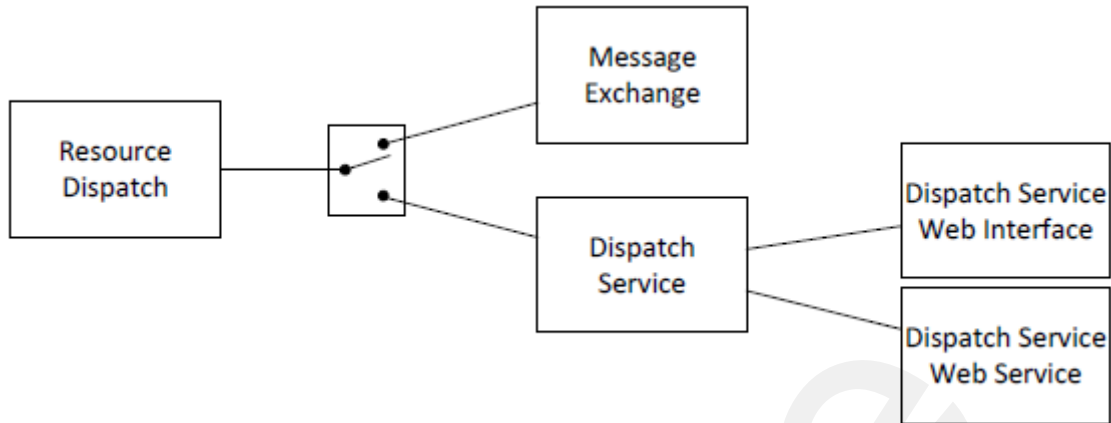 Message
Exchange
Resource
Dispatch
Dispatch
Service
Dispatch Service
Web Interface
Dispatch Service
Web Service